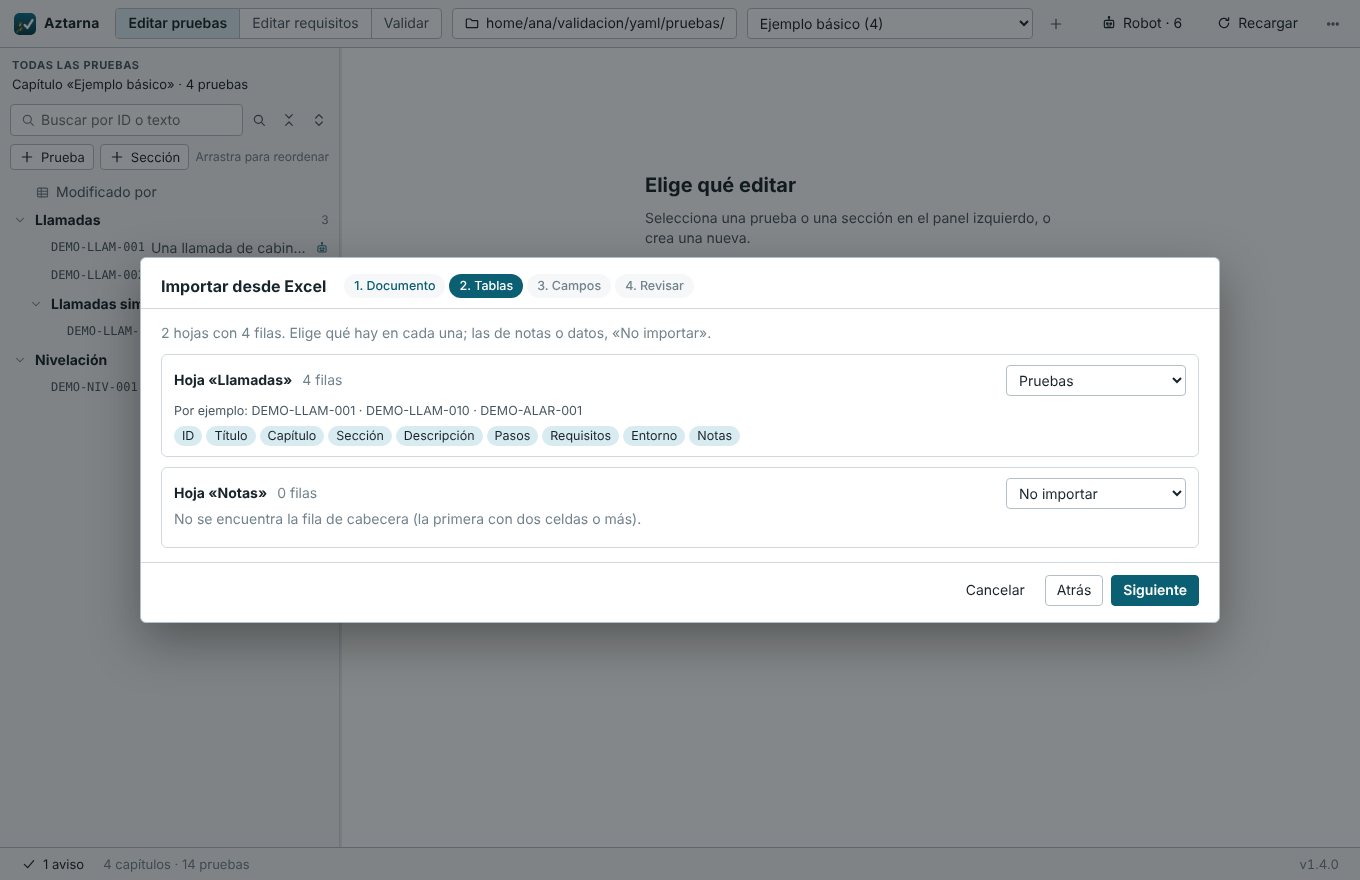 Aztarna
Editar pruebas
Editar requisitos
Validar
home/ana/validacion/yaml/pruebas/
Ejemplo básico (4)
Robot · 6
Recargar
TODAS LAS PRUEBAS
Capítulo «Ejemplo básico» · 4 pruebas
Buscar por ID o texto
Prueba
Sección
Arrastra para reordenar
Modificado por
Llamadas 3
DEMO-LLAM-001 Una llamada de cabin…
DEMO-LLAM-002
Llamadas sim
DEMO-LLAM-
Nivelación
DEMO-NIV-001
Elige qué editar
Selecciona una prueba o una sección en el panel izquierdo, o
crea una nueva.
Importar desde Excel
1. Documento
2. Tablas
3. Campos
4. Revisar
2 hojas con 4 filas. Elige qué hay en cada una; las de notas o datos, «No importar».
Hoja «Llamadas» 4 filas
Pruebas
Por ejemplo: DEMO-LLAM-001 · DEMO-LLAM-010 · DEMO-ALAR-001
ID Título Capítulo Sección Descripción Pasos Requisitos Entorno Notas
Hoja «Notas» 0 filas
No importar
No se encuentra la fila de cabecera (la primera con dos celdas o más).
Cancelar
Atrás
Siguiente
1 aviso
4 capítulos · 14 pruebas
v1.4.0